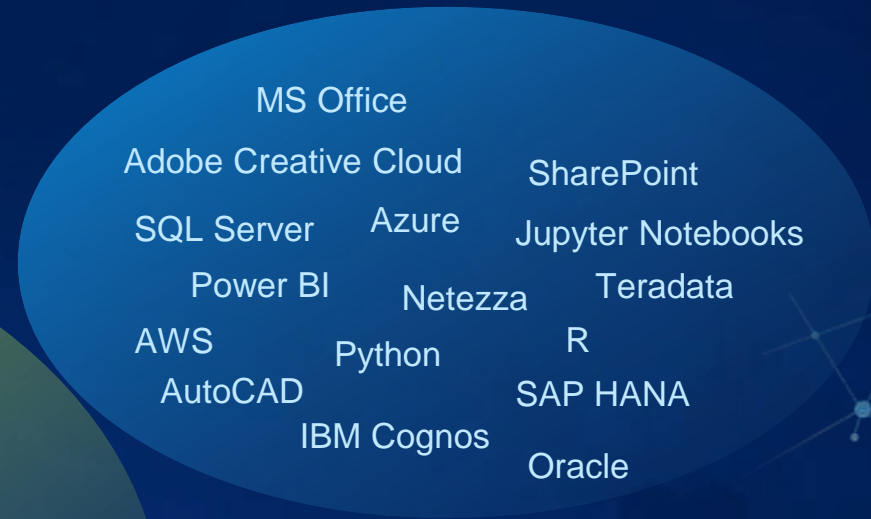 MS Office
Adobe Creative Cloud
SharePoint
SQL Server
Azure
Jupyter Notebooks
Power BI
Netezza
Teradata
AWS
Python
R
AutoCAD
SAP HANA
IBM Cognos
Oracle